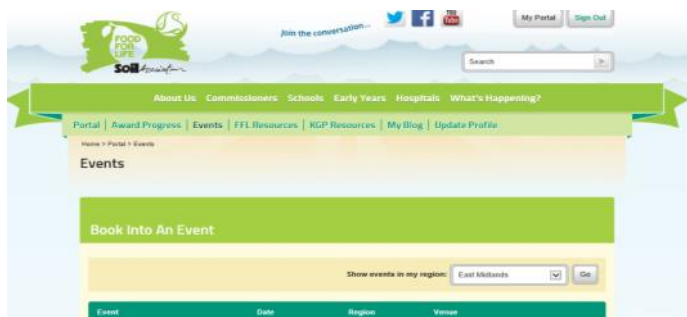 FOOD
FOR
LIFE
Soil Association
Join the conversation...
You
Tube
My Portal
Sign Out
Search
About Us Commissioners Schools Early Years Hospitals What's Happening?
Portal | Award Progress | Events | FFL Resources | KGP Resources | My Blog | Update Profile
Home > Portal > Events
Events
Book Into An Event
Show events in my region: East Midlands Go
Event Date Region Venue